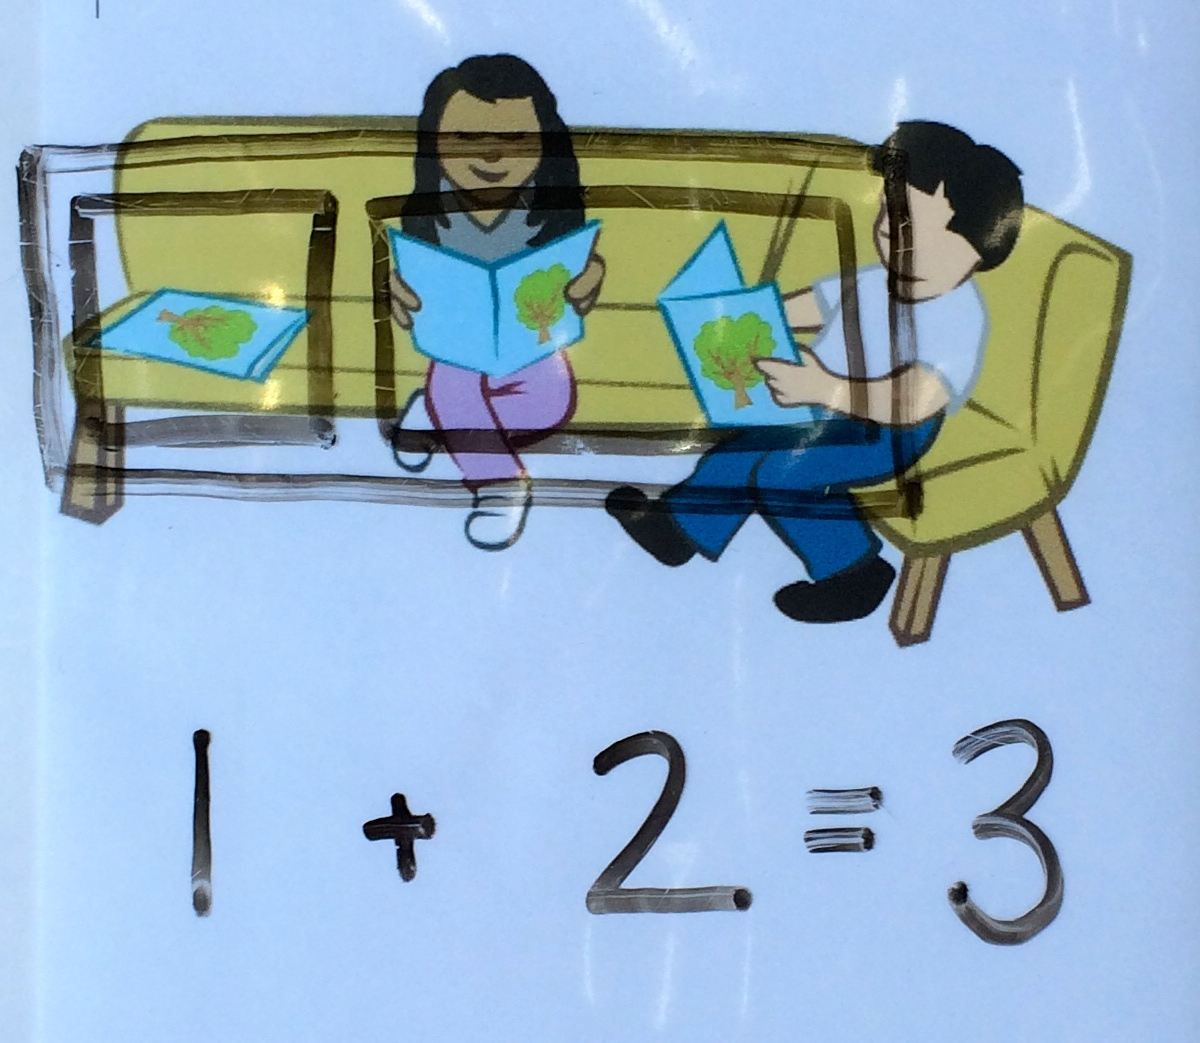 1 + 2 = 3